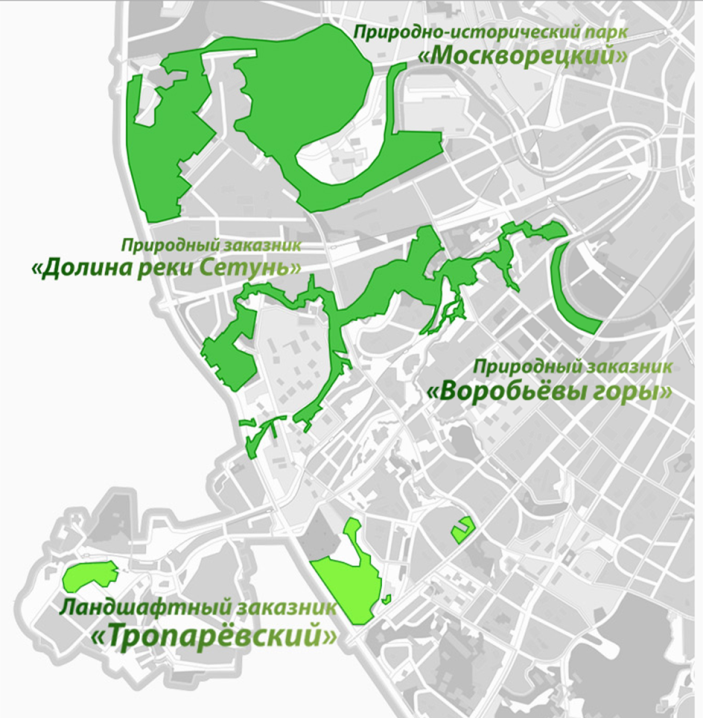 Природно-исторический парк
«Москворецкий»
Природный заказник
«Долина реки Сетунь»
Природный заказник
«Воробьёвы горы»
Ландшафтный заказник
«Тропарёвский»